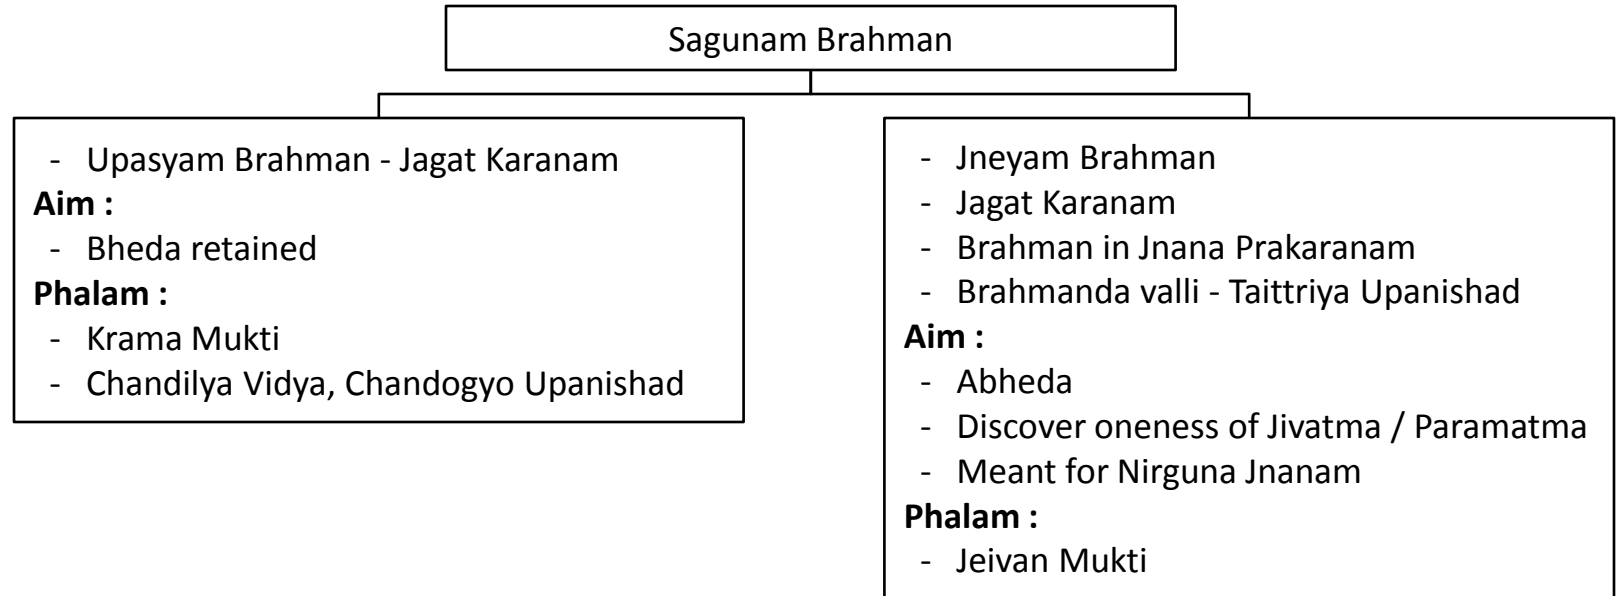 Sagunam Brahman
- Upasyam Brahman - Jagat Karanam
Aim :
- Bheda retained
Phalam :
- Krama Mukti
- Chandilya Vidya, Chandogyo Upanishad
- Jneyam Brahman
- Jagat Karanam
- Brahman in Jnana Prakaranam
- Brahmanda valli - Taittriya Upanishad
Aim :
- Abheda
- Discover oneness of Jivatma / Paramatma
- Meant for Nirguna Jnanam
Phalam :
- Jeivan Mukti